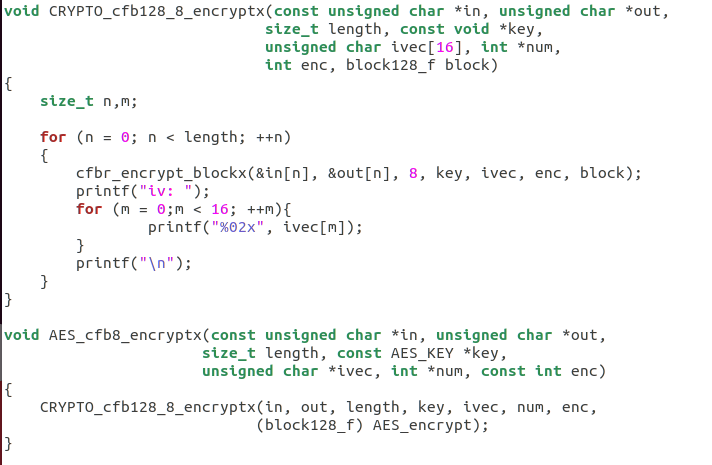 void CRYPTO_cfb128_8_encryptx(const unsigned char *in, unsigned char *out,
                             size_t length, const void *key,
                             unsigned char ivec[16], int *num,
                             int enc, block128_f block)
{
    size_t n,m;

    for (n = 0; n < length; ++n)
    {
        cfbr_encrypt_blockx(&in[n], &out[n], 8, key, ivec, enc, block);
        printf("iv: ");
        for (m = 0;m < 16; ++m){
                printf("%02x", ivec[m]);
        }
        printf("\n");
    }
}

void AES_cfb8_encryptx(const unsigned char *in, unsigned char *out,
                      size_t length, const AES_KEY *key,
                      unsigned char *ivec, int *num, const int enc)
{
    CRYPTO_cfb128_8_encryptx(in, out, length, key, ivec, num, enc,
                            (block128_f) AES_encrypt);
}